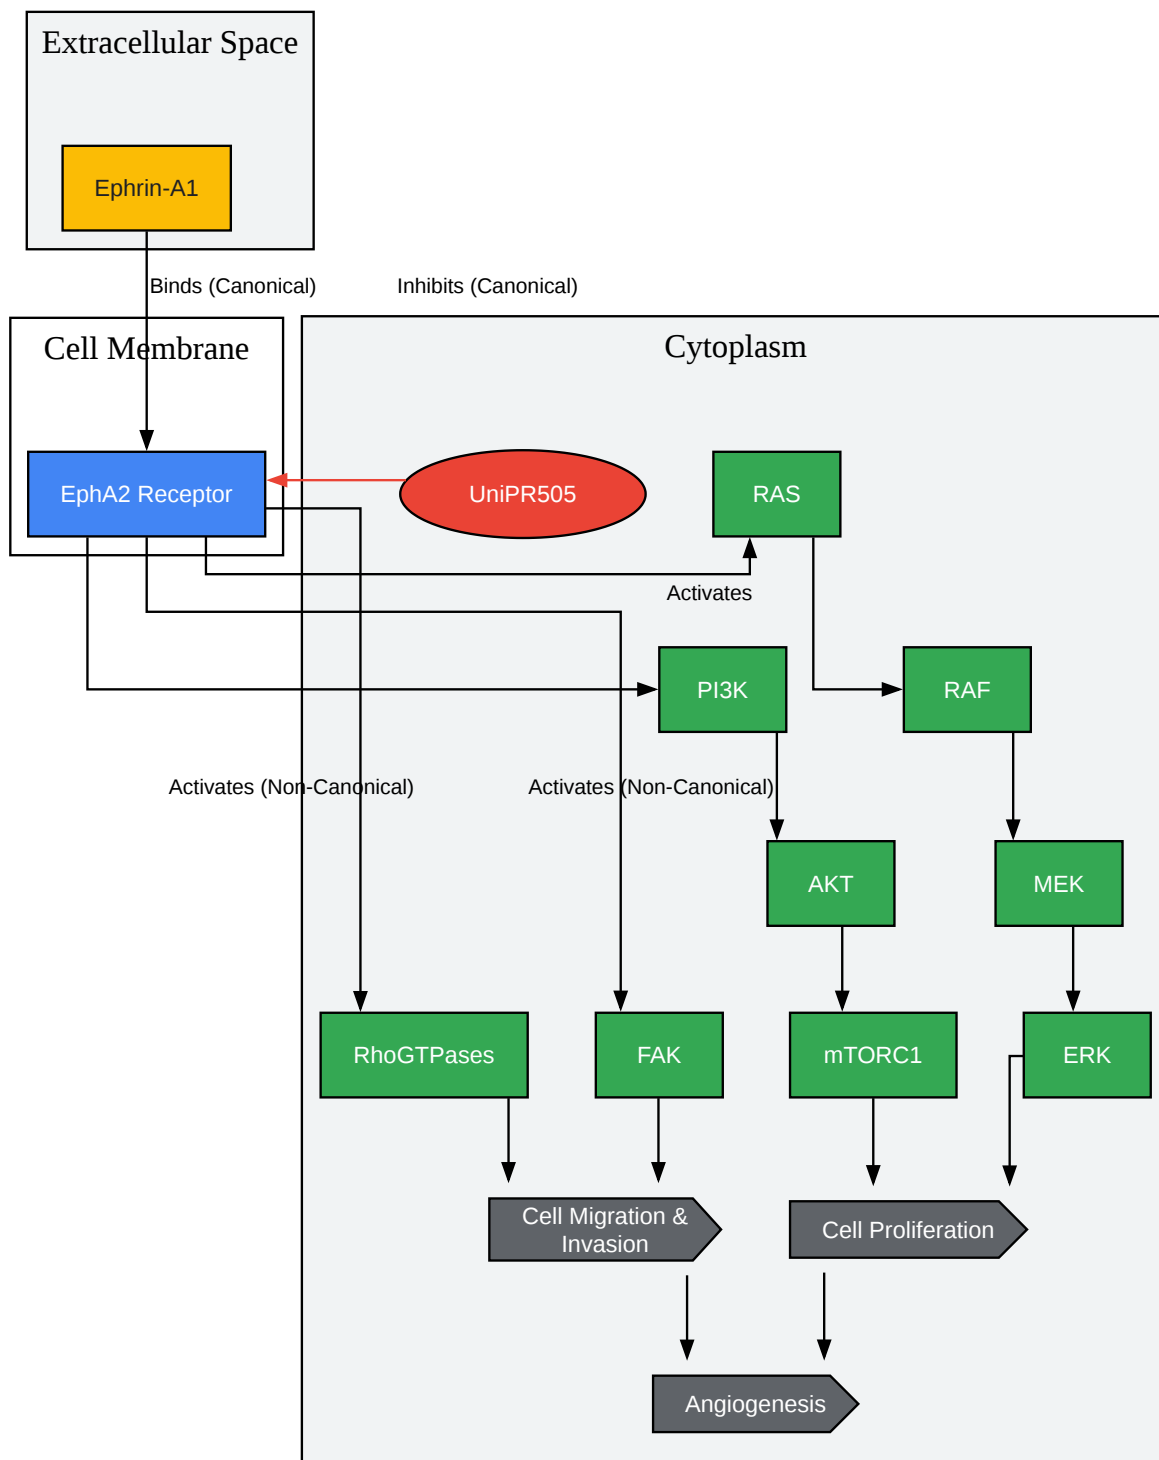 Extracellular Space
Ephrin-A1
Binds (Canonical)
Inhibits (Canonical)
Cell Membrane
Cytoplasm
EphA2 Receptor
UniPR505
RAS
Activates
PI3K
RAF
Activates (Non-Canonical)
Activates (Non-Canonical)
AKT
MEK
RhoGTPases
FAK
mTORC1
ERK
Cell Migration &
Invasion
Cell Proliferation
Angiogenesis